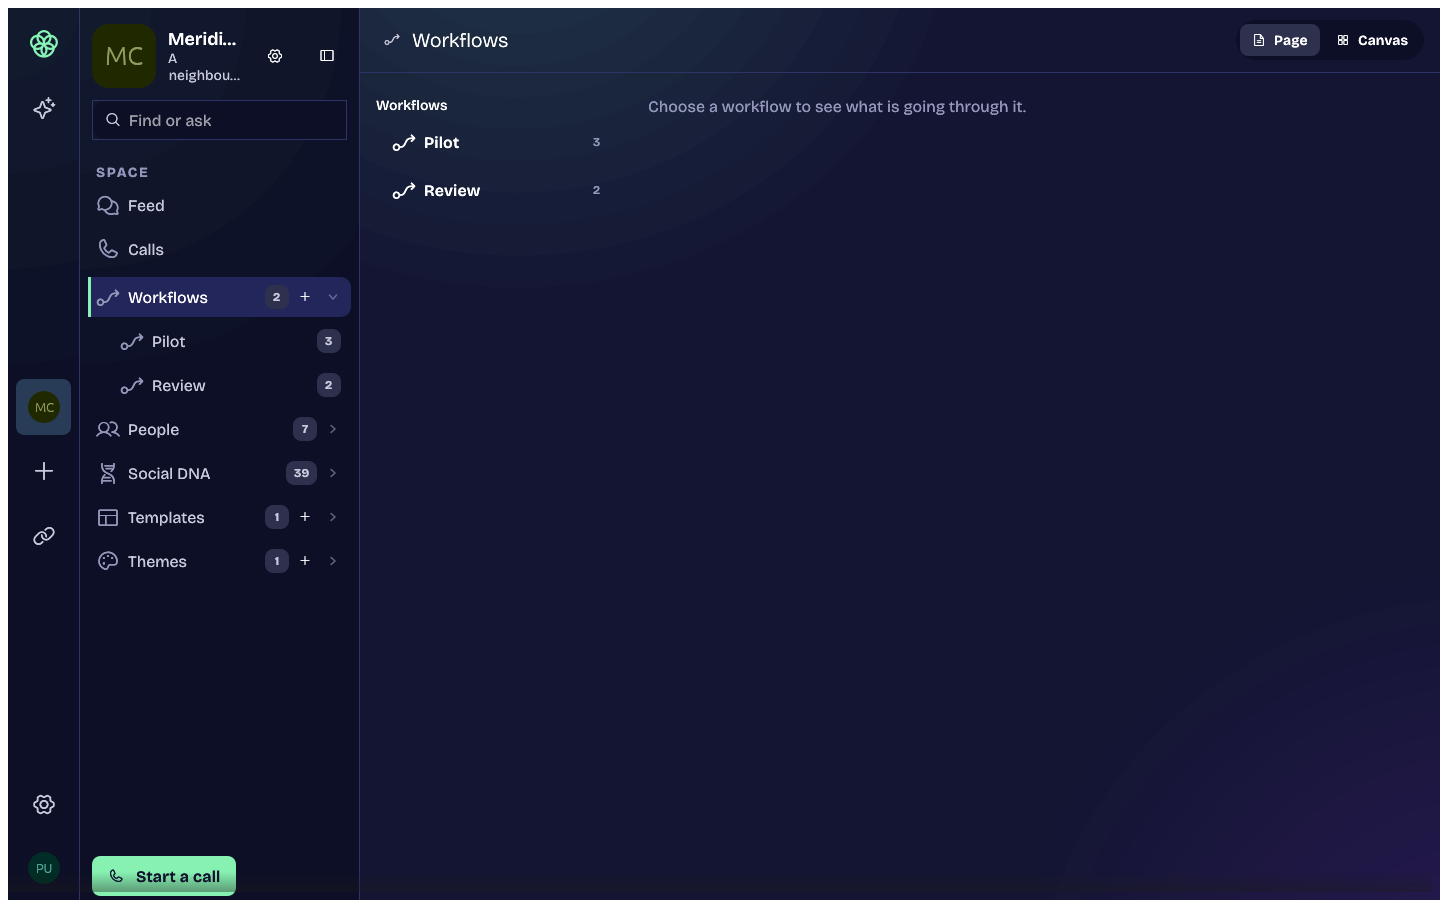 MC
Meridi...
A
neighbou...
Find or ask
SPACE
Feed
Calls
Workflows 2
Pilot 3
Review 2
People 7
Social DNA 39
Templates 1
Themes 1
Start a call
MC
PU
Workflows
Page
Canvas
Workflows
Pilot 3
Review 2
Choose a workflow to see what is going through it.